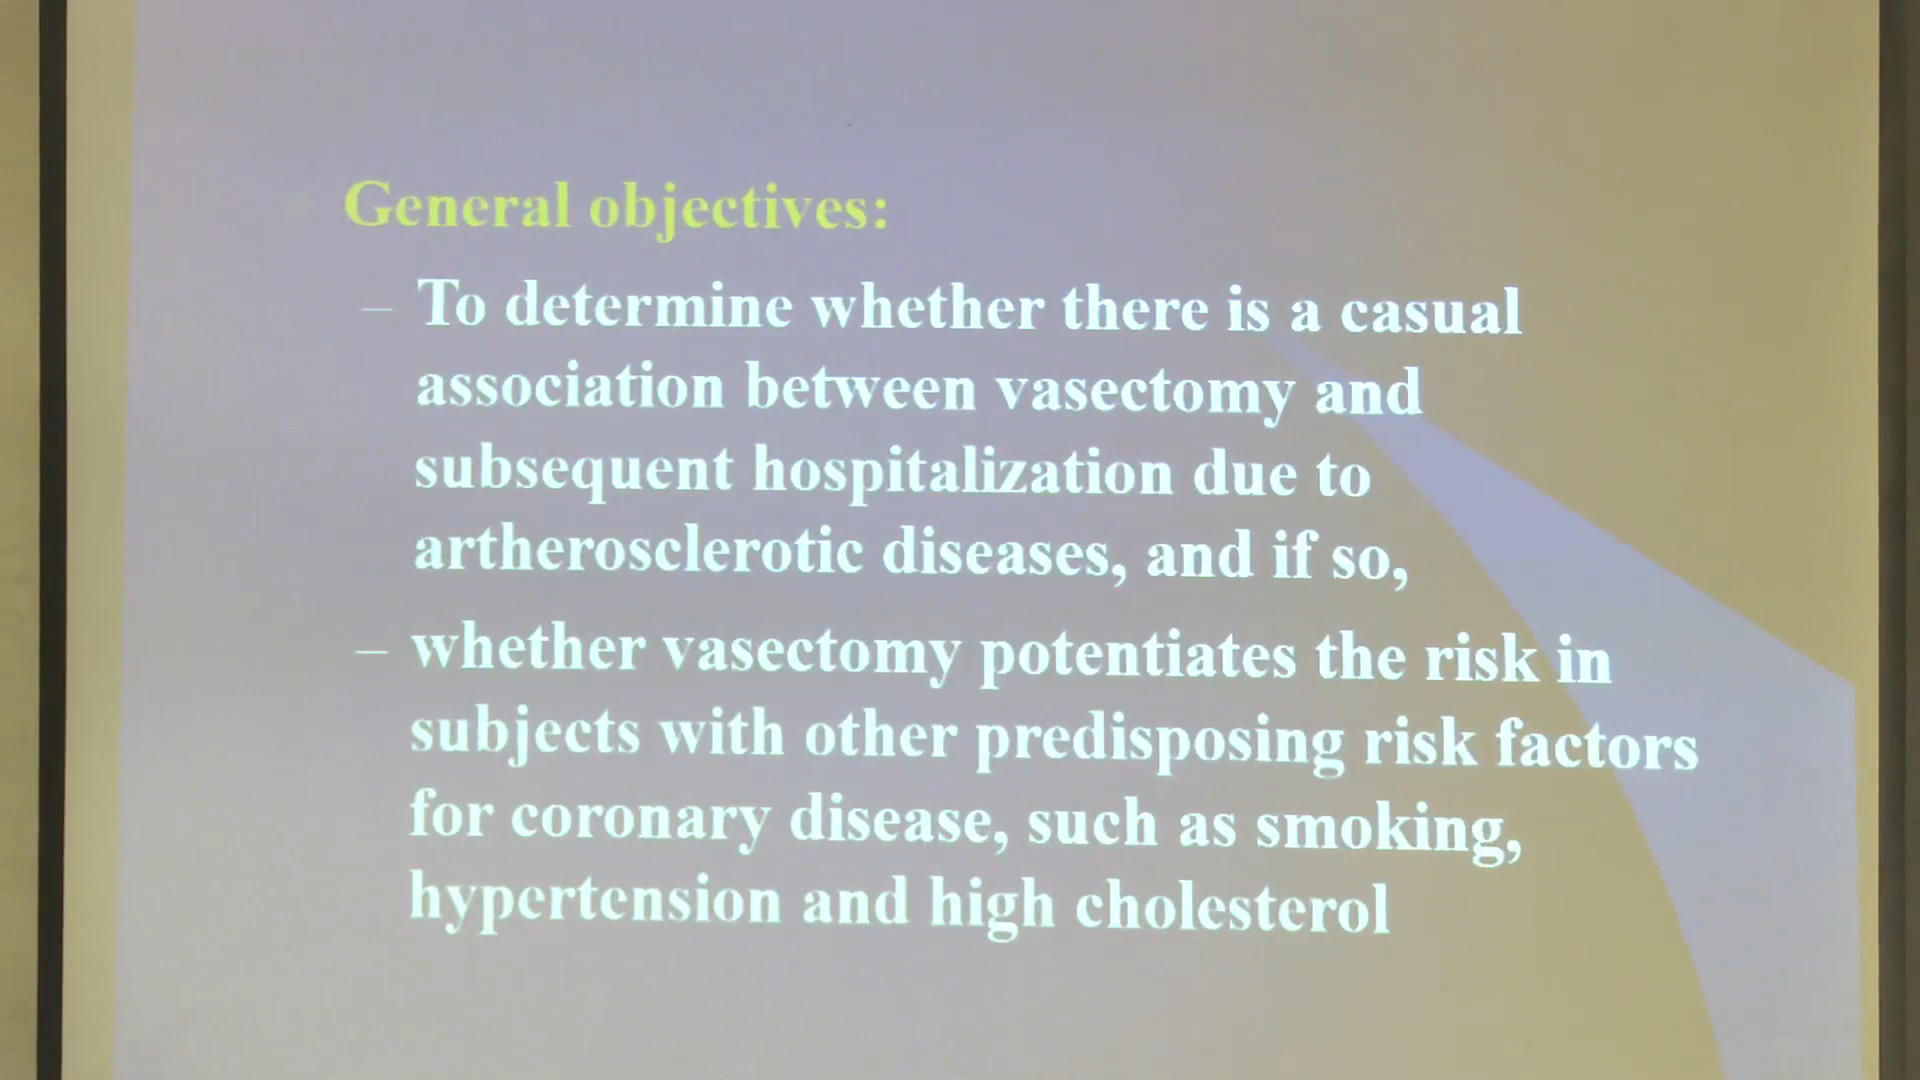 General objectives:
– To determine whether there is a casual
association between vasectomy and
subsequent hospitalization due to
artherosclerotic diseases, and if so,
– whether vasectomy potentiates the risk in
subjects with other predisposing risk factors
for coronary disease, such as smoking,
hypertension and high cholesterol